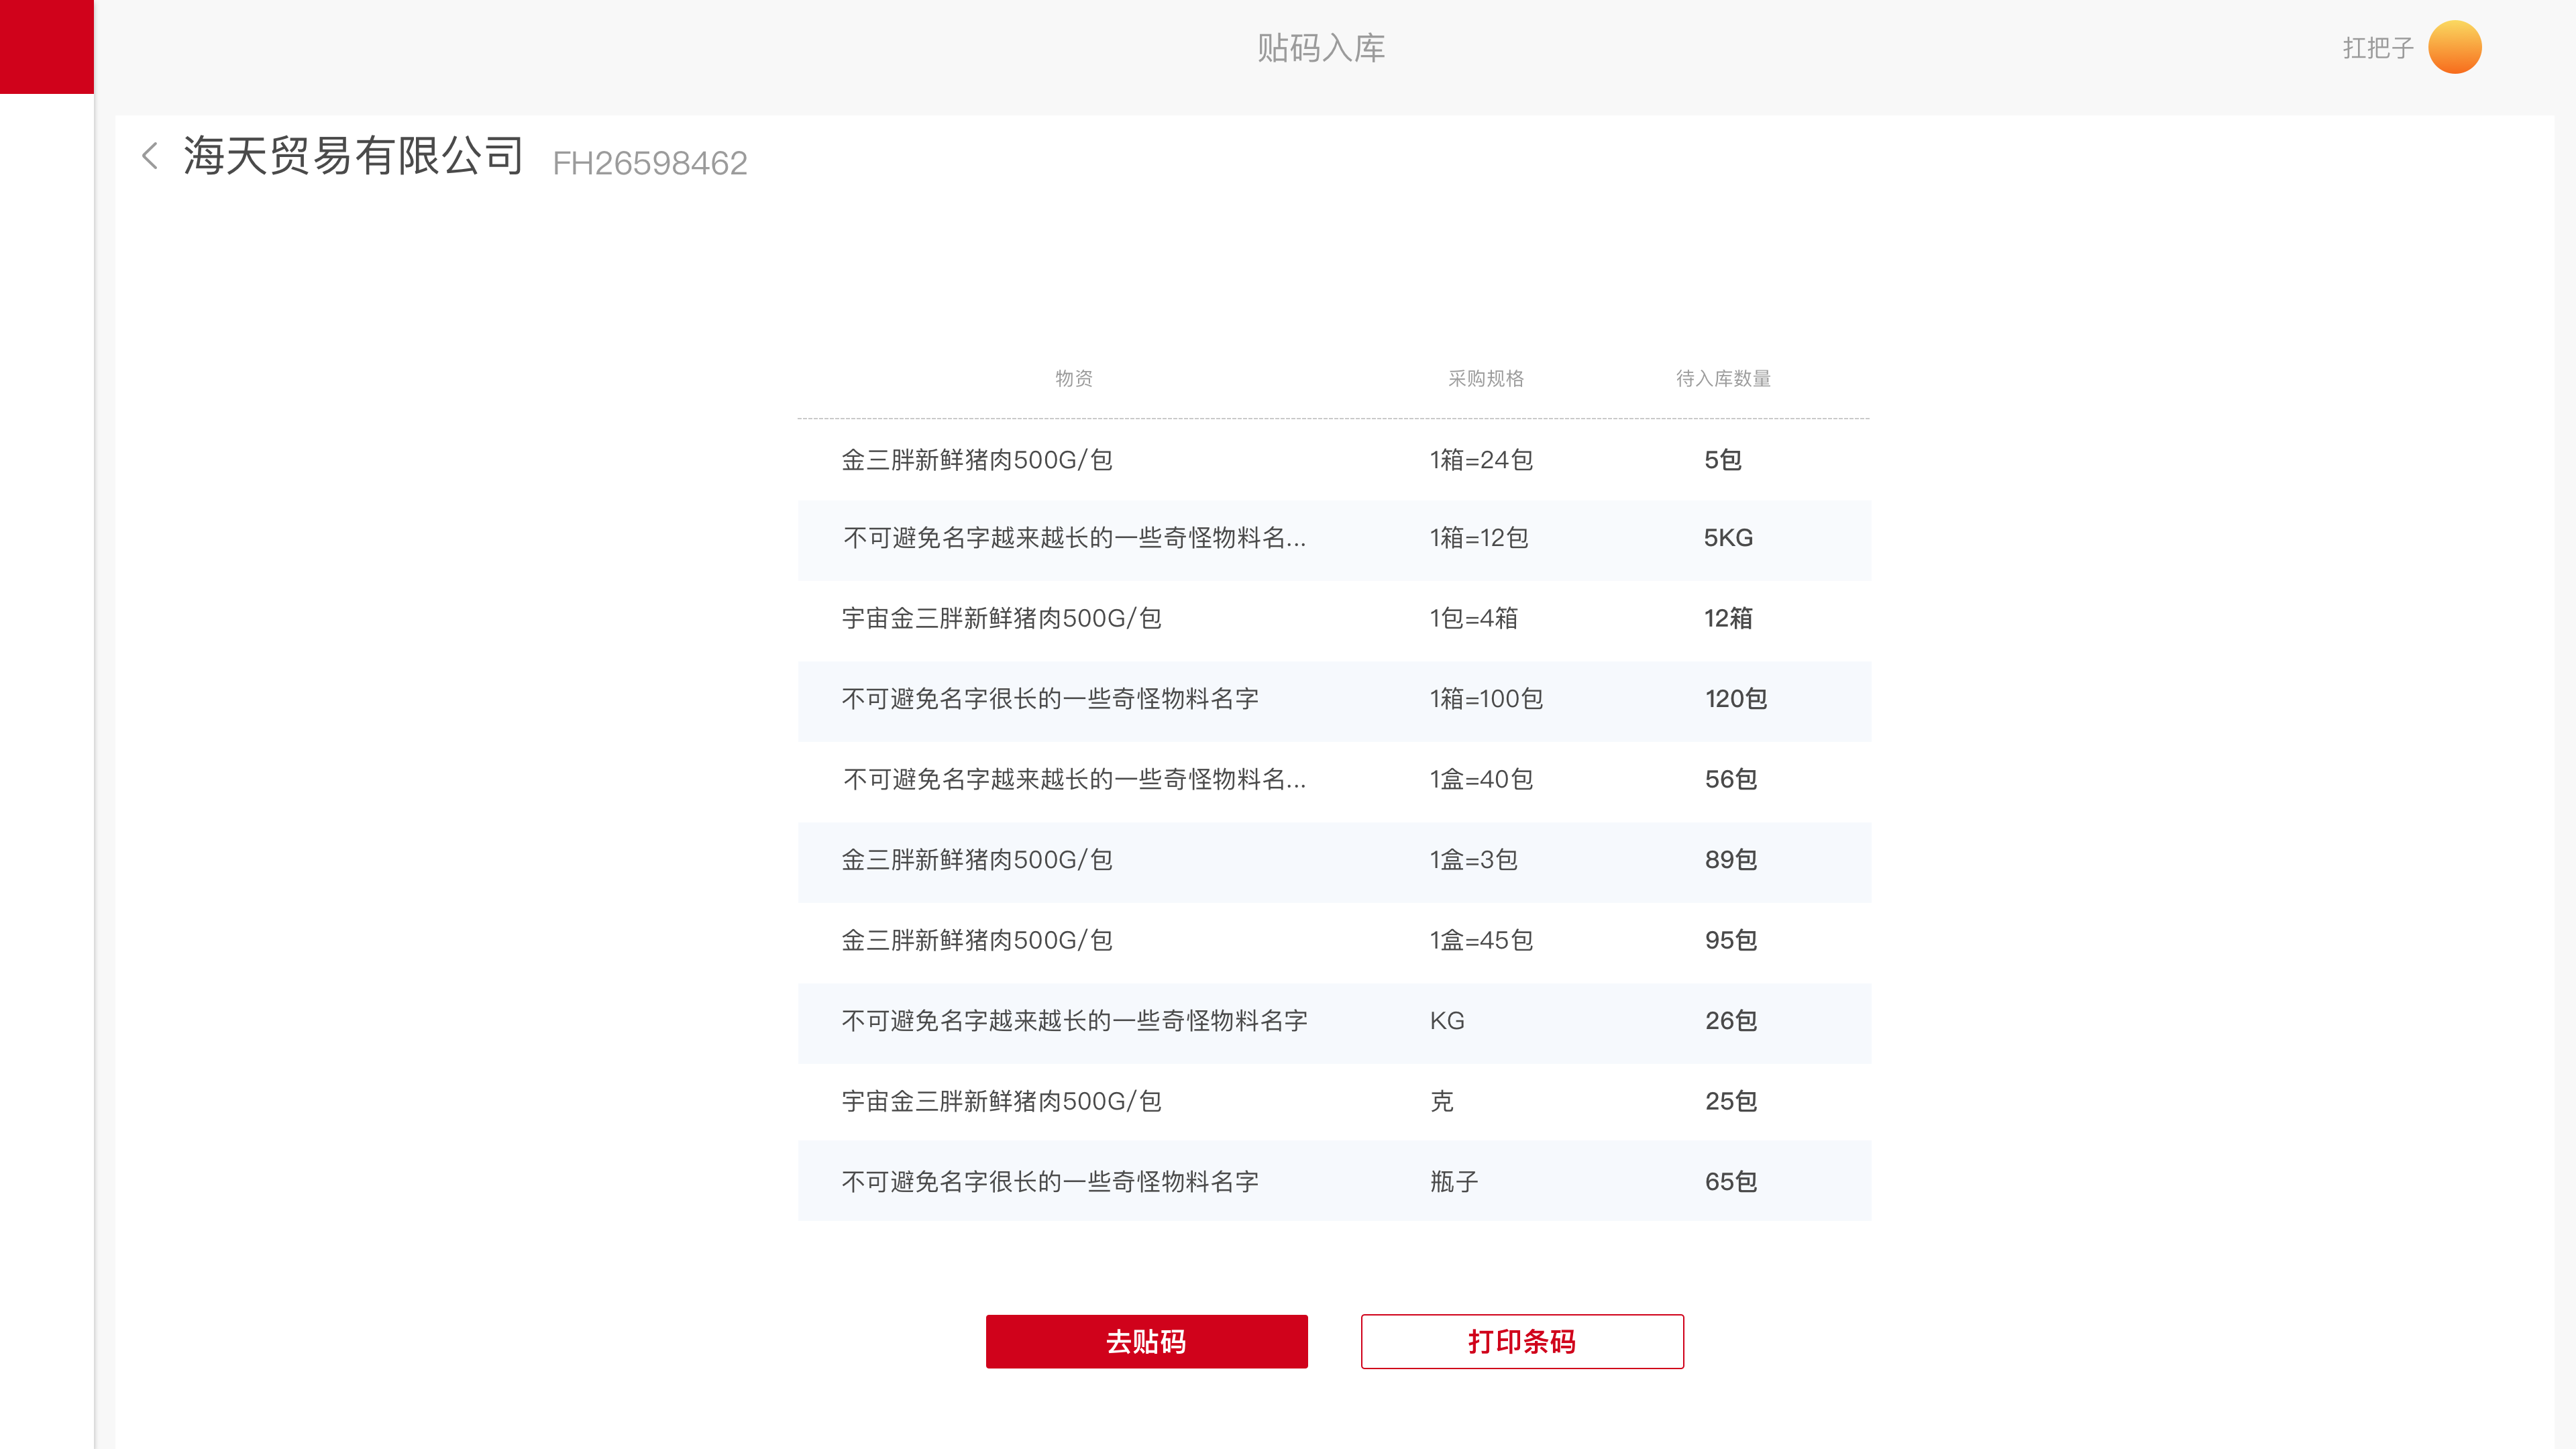 贴码入库
扛把子
海天贸易有限公司 FH26598462
物资 采购规格 待入库数量
金三胖新鲜猪肉500G/包 1箱=24包 5包
不可避免名字越来越长的一些奇怪物料名... 1箱=12包 5KG
宇宙金三胖新鲜猪肉500G/包 1包=4箱 12箱
不可避免名字很长的一些奇怪物料名字 1箱=100包 120包
不可避免名字越来越长的一些奇怪物料名... 1盒=40包 56包
金三胖新鲜猪肉500G/包 1盒=3包 89包
金三胖新鲜猪肉500G/包 1盒=45包 95包
不可避免名字越来越长的一些奇怪物料名字 KG 26包
宇宙金三胖新鲜猪肉500G/包 克 25包
不可避免名字很长的一些奇怪物料名字 瓶子 65包
去贴码 打印条码